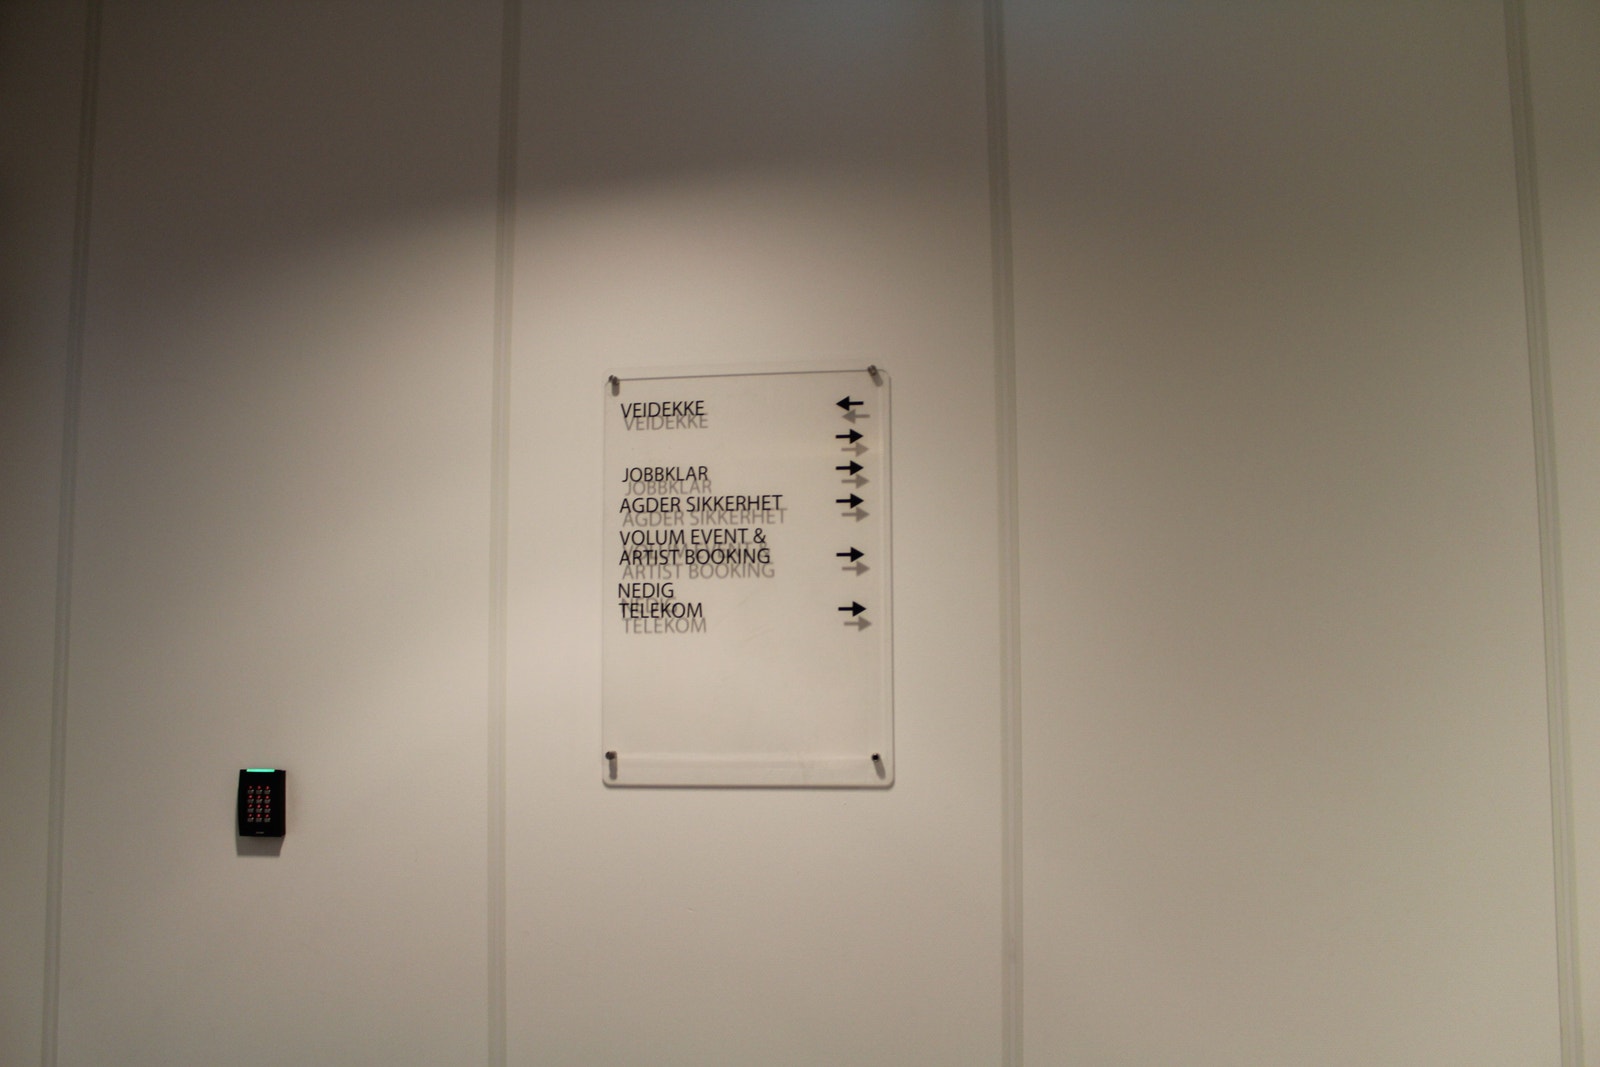 VEIDEKKE ←
→
JOBBKLAR →
AGDER SIKKERHET →
VOLUM EVENT &
ARTIST BOOKING →
NEDIG
TELEKOM →